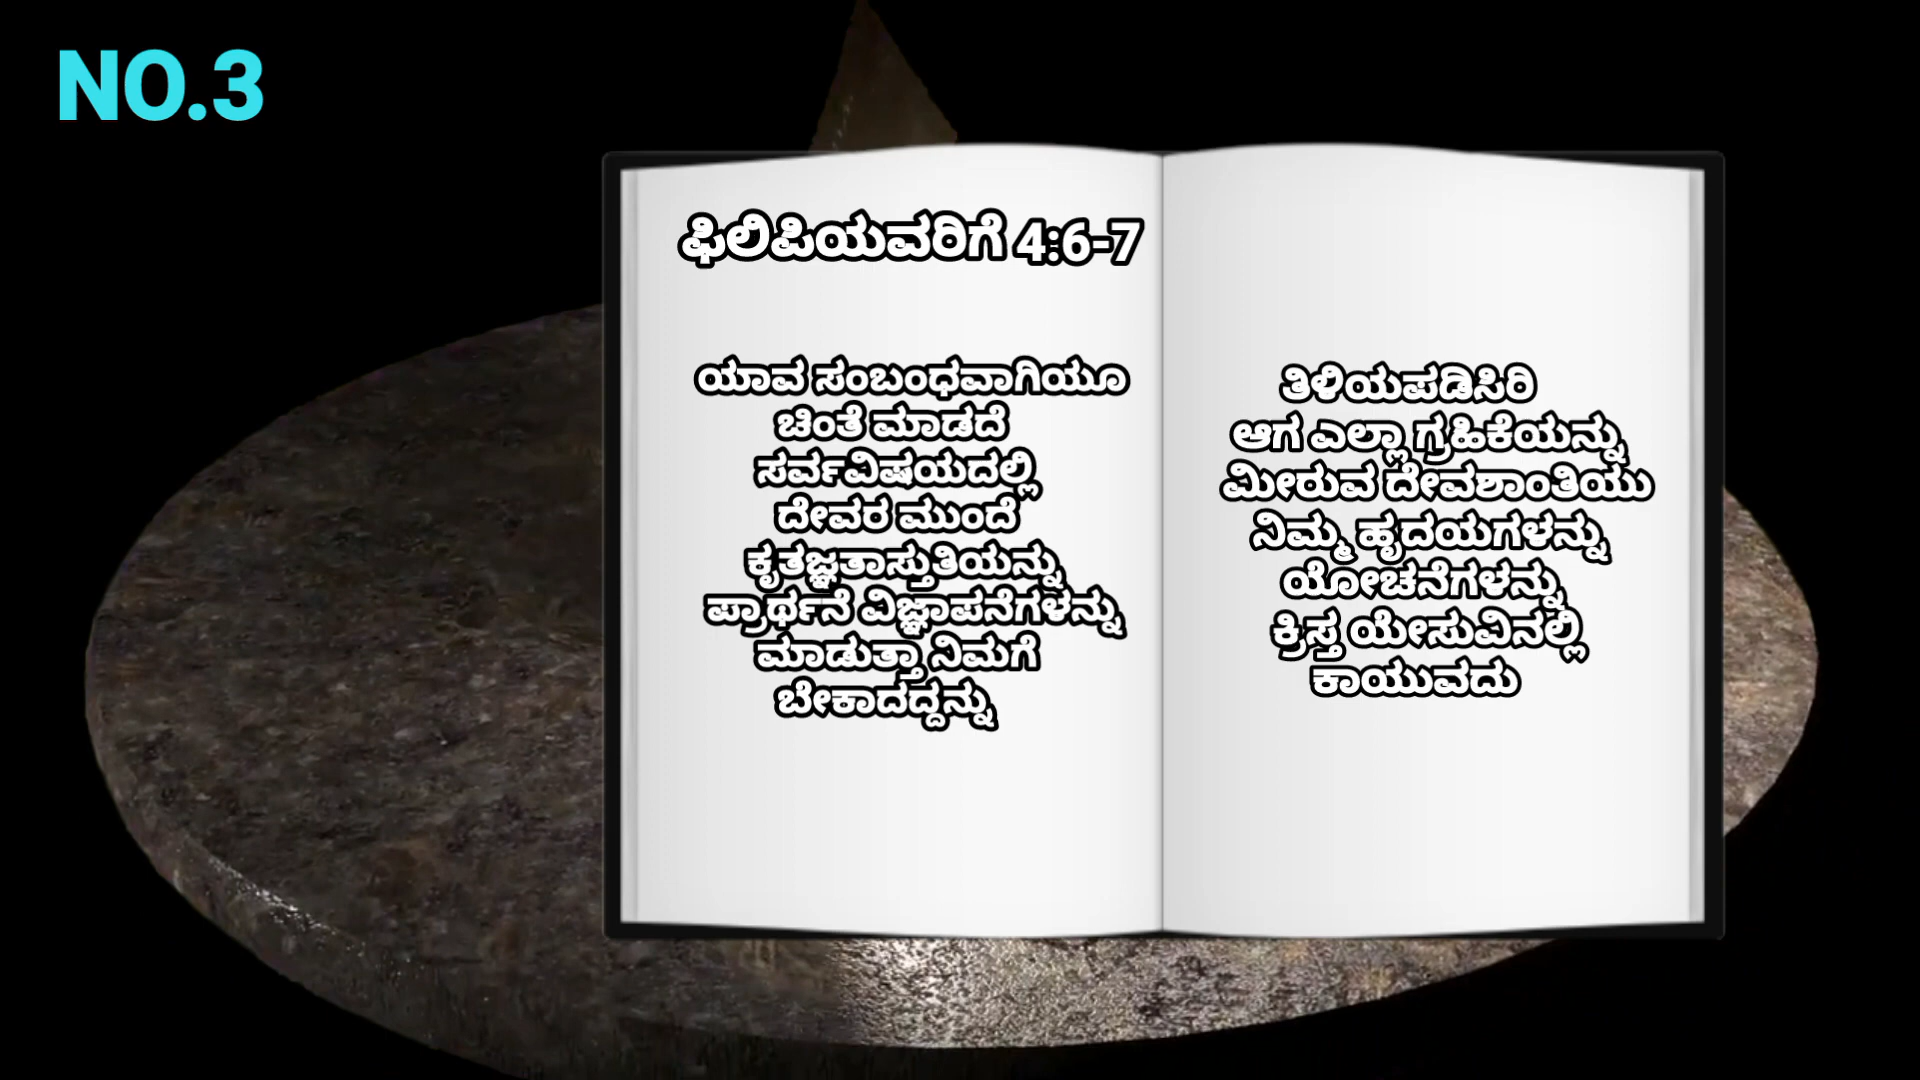 NO.3
ಫಿಲಿಪಿಯವರಿಗೆ 4:6-7
ಯಾವ ಸಂಬಂಧವಾಗಿಯೂ
ಚಿಂತೆ ಮಾಡದೆ
ಸರ್ವವಿಷಯದಲ್ಲಿ
ದೇವರ ಮುಂದೆ
ಕೃತಜ್ಞತಾಸ್ತುತಿಯನ್ನು
ಪ್ರಾರ್ಥನೆ ವಿಜ್ಞಾಪನೆಗಳನ್ನು
ಮಾಡುತ್ತಾ ನಿಮಗೆ
ಬೇಕಾದದ್ದನ್ನು
ತಿಳಿಯಪಡಿಸಿರಿ
ಆಗ ಎಲ್ಲಾ ಗ್ರಹಿಕೆಯನ್ನು
ಮೀರುವ ದೇವಶಾಂತಿಯು
ನಿಮ್ಮ ಹೃದಯಗಳನ್ನು
ಯೋಚನೆಗಳನ್ನು
ಕ್ರಿಸ್ತ ಯೇಸುವಿನಲ್ಲಿ
ಕಾಯುವದು